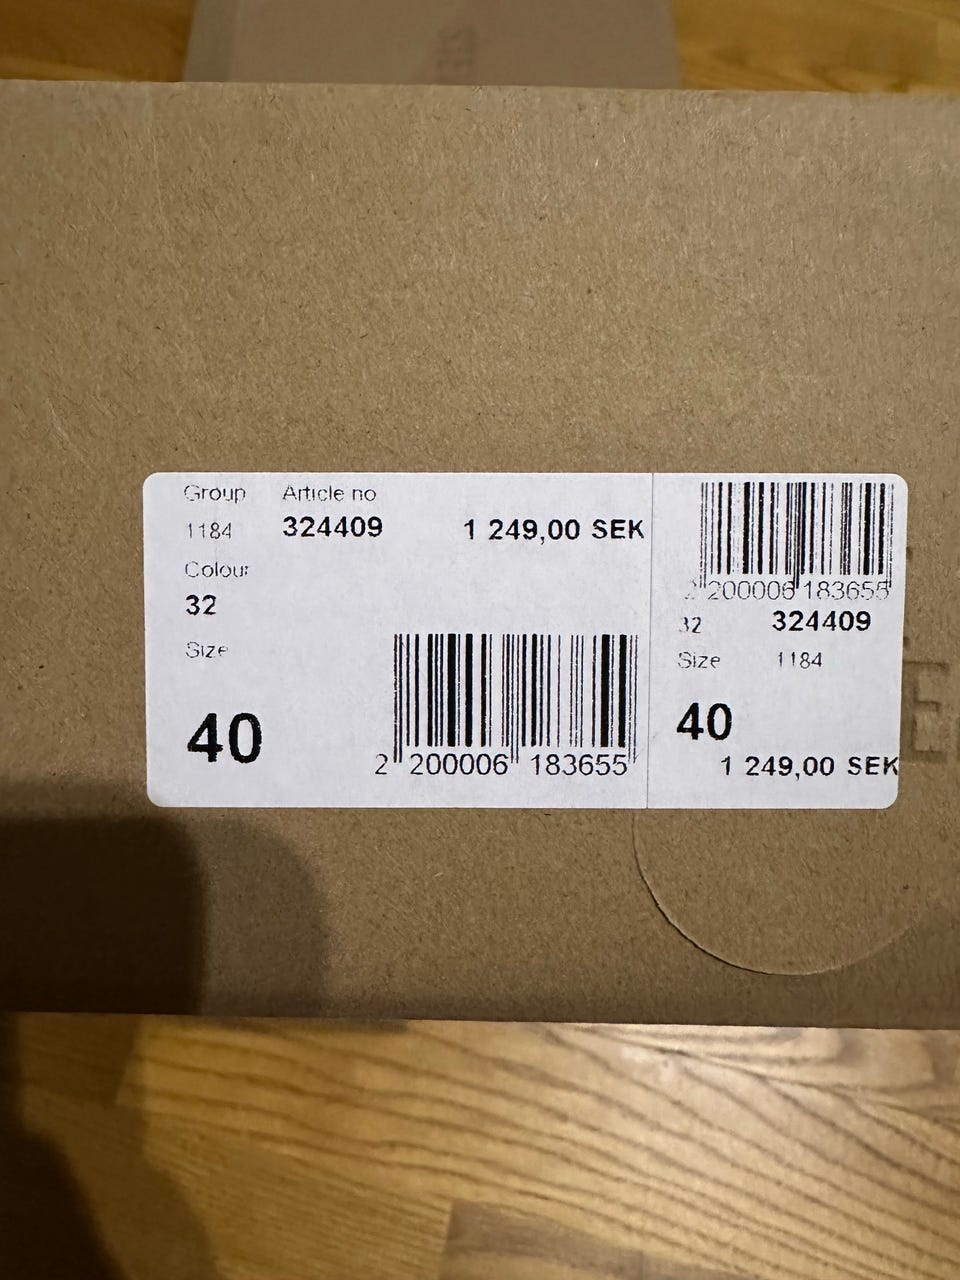 Group Article no
1184 324409 1 249,00 SEK
Colour
32
Size
40
2 200006 183655
2 200006 183655
32 324409
Size 1184
40
1 249,00 SEK